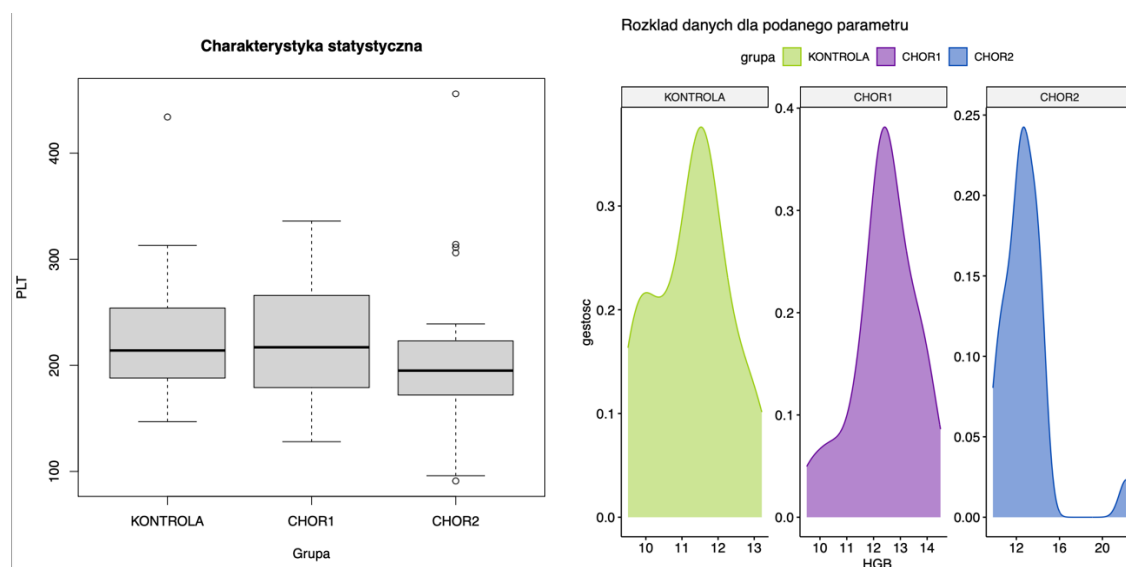 Charakterystyka statystyczna
PLT
400
300
200
100
KONTROLA CHOR1 CHOR2
Grupa
Rozklad danych dla podanego parametru
grupa KONTROLA CHOR1 CHOR2
KONTROLA CHOR1 CHOR2
gestosc
0.3
0.2
0.1
0.0
0.4
0.3
0.2
0.1
0.0
0.25
0.20
0.15
0.10
0.05
0.00
10 11 12 13 10 11 12 13 14 12 16 20
HGB